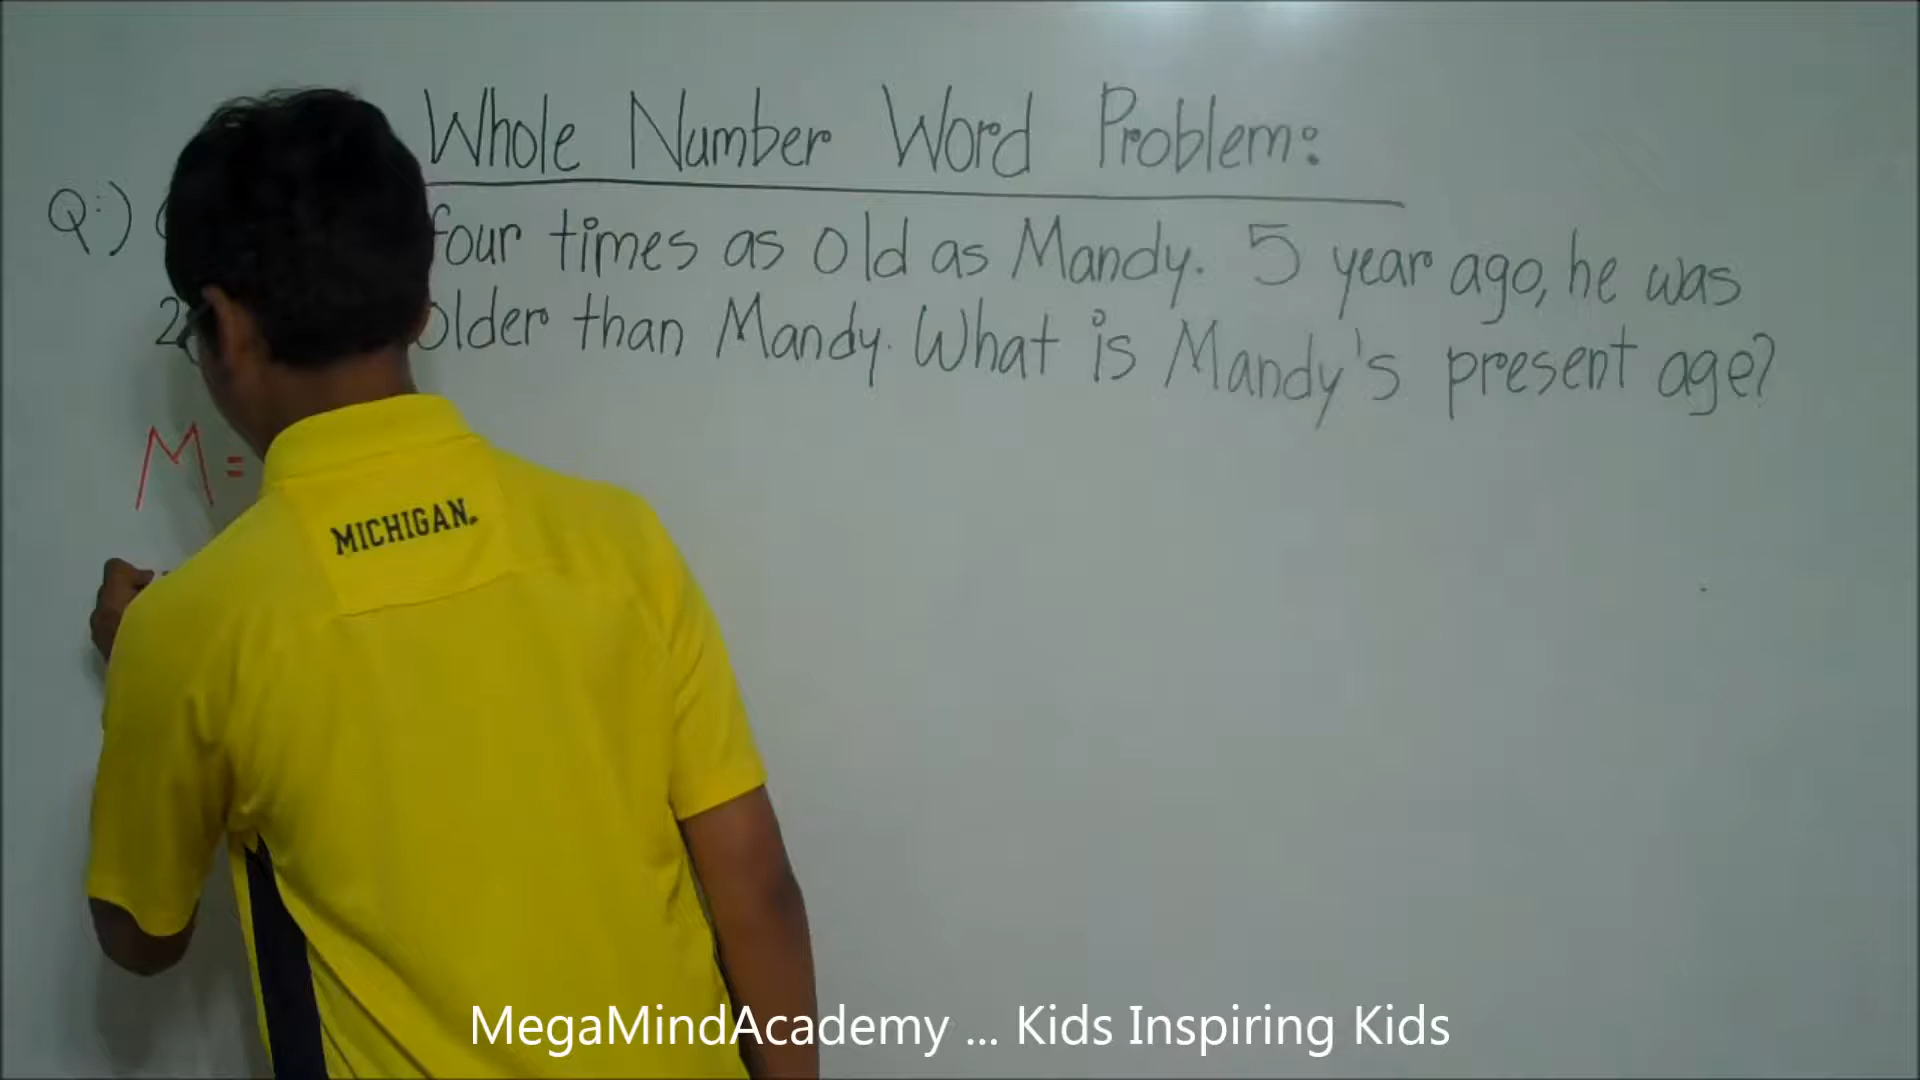 Whole Number Word Problem:
Q:) four times as old as Mandy. 5 year ago, he was
2 older than Mandy. What is Mandy's present age?
M =
MICHIGAN.
MegaMindAcademy ... Kids Inspiring Kids